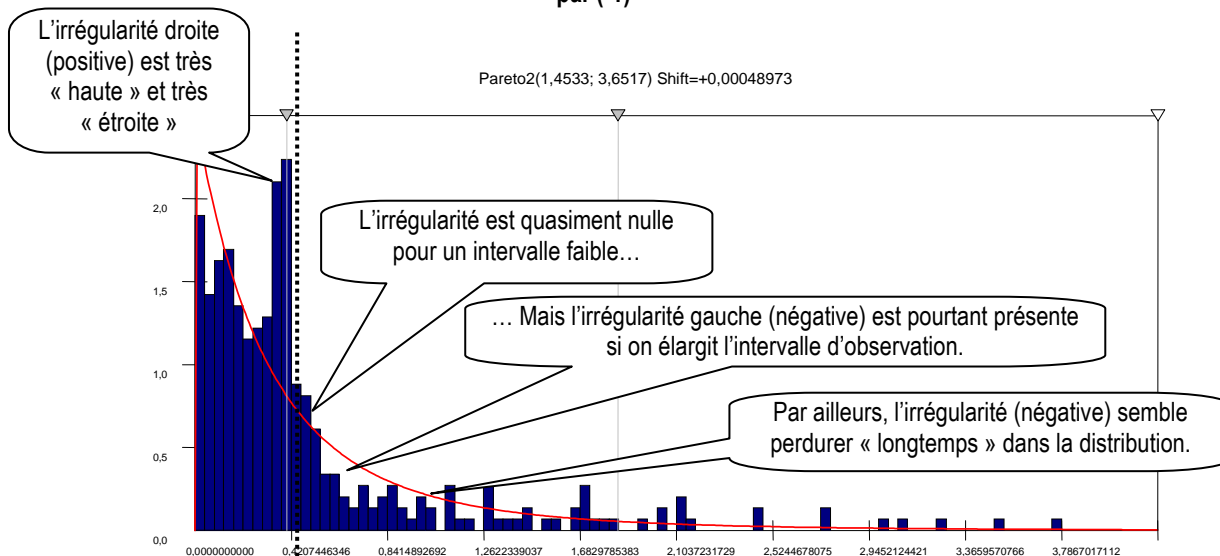 L'irrégularité droite
(positive) est très
« haute » et très
« étroite »
Pareto2(1,4533; 3,6517) Shift=+0,00048973
L'irrégularité est quasiment nulle
pour un intervalle faible…
… Mais l'irrégularité gauche (négative) est pourtant présente
si on élargit l'intervalle d'observation.
Par ailleurs, l'irrégularité (négative) semble
perdurer « longtemps » dans la distribution.
2,0
1,5
1,0
0,5
0,0
0,0000000000 0,4207446346 0,8414892692 1,2622339037 1,6829785383 2,1037231729 2,5244678075 2,9452124421 3,3659570766 3,7867017112